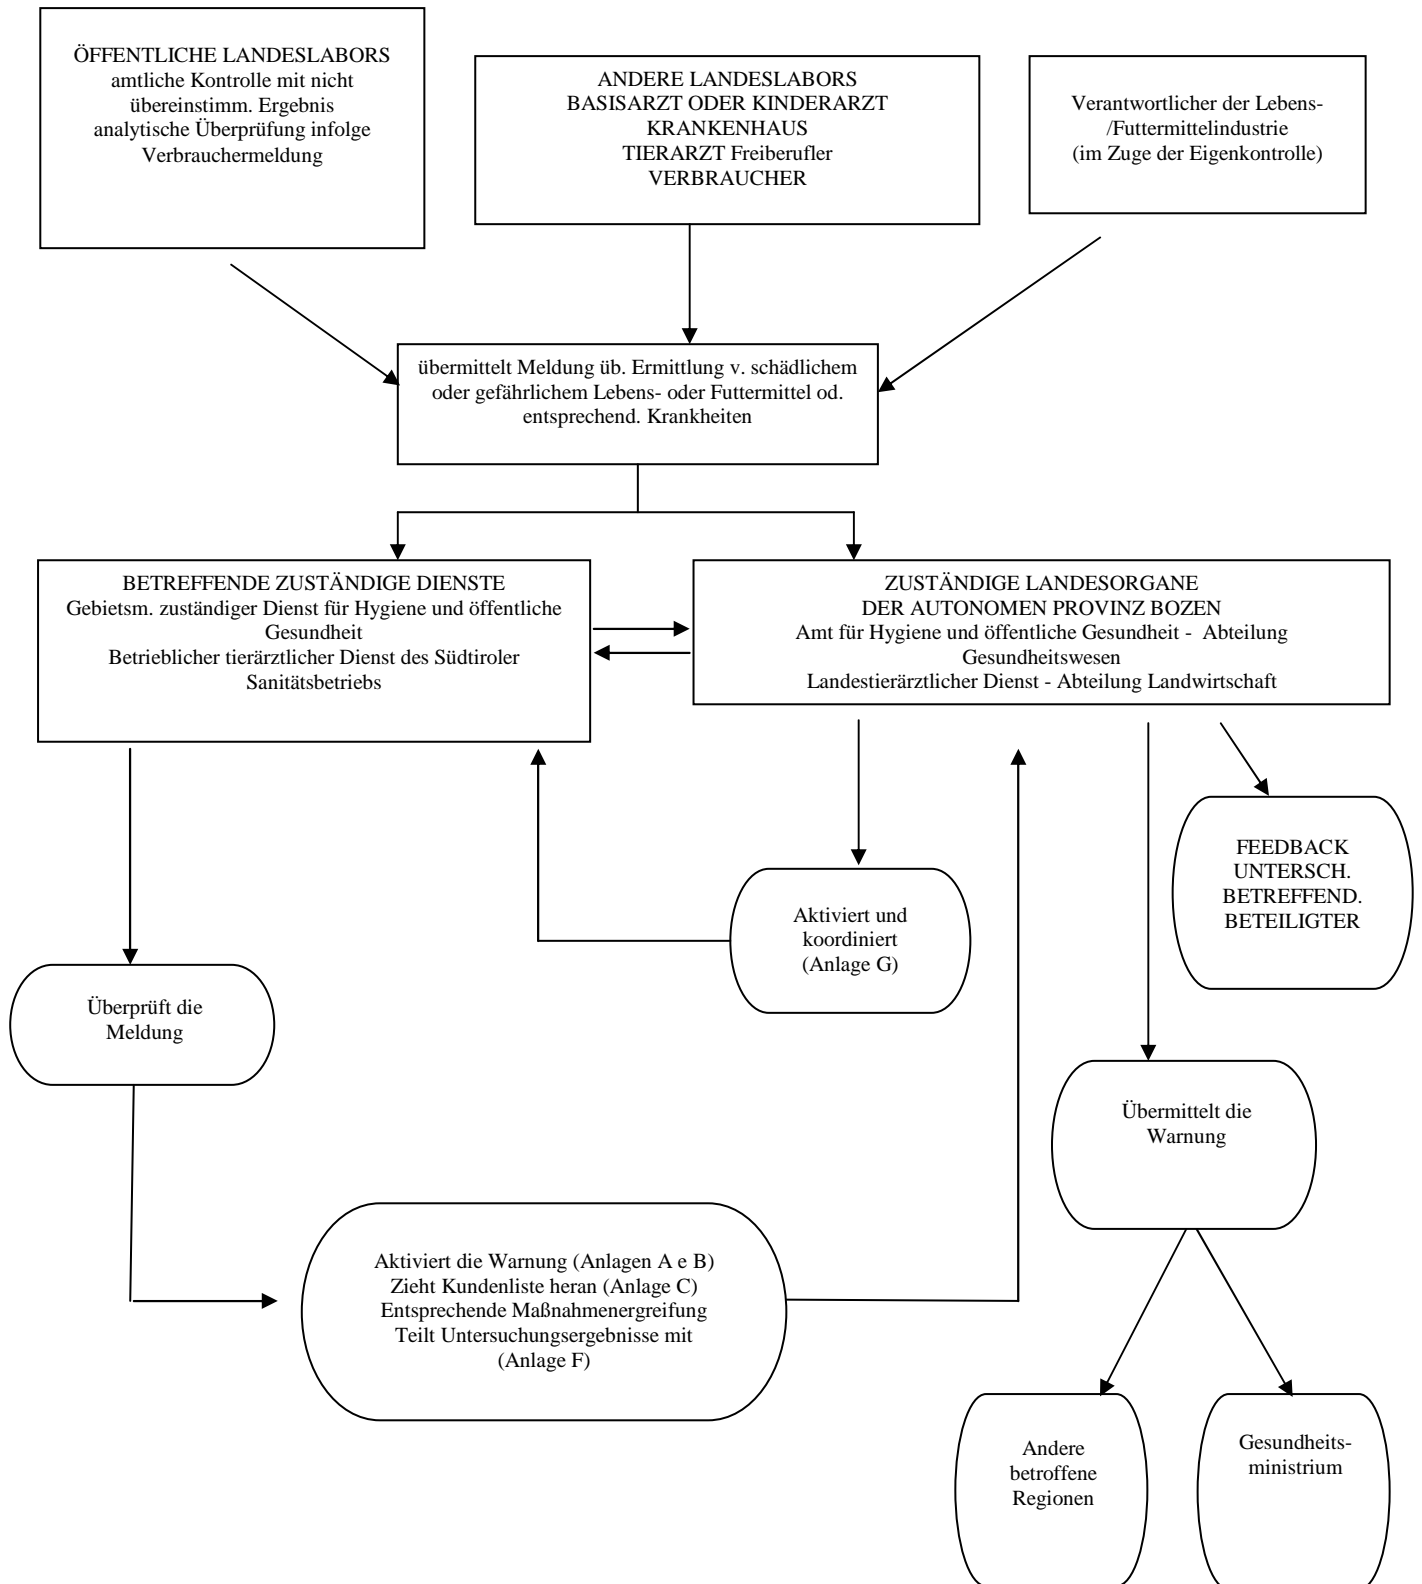 ÖFFENTLICHE LANDESLABORS
amtliche Kontrolle mit nicht
übereinstimm. Ergebnis
analytische Überprüfung infolge
Verbrauchermeldung
ANDERE LANDESLABORS
BASISARZT ODER KINDERARZT
KRANKENHAUS
TIERARZT Freiberufler
VERBRAUCHER
Verantwortlicher der Lebens-
/Futtermittelindustrie
(im Zuge der Eigenkontrolle)
übermittelt Meldung üb. Ermittlung v. schädlichem
oder gefährlichem Lebens- oder Futtermittel od.
entsprechend. Krankheiten
BETREFFENDE ZUSTÄNDIGE DIENSTE
Gebietsm. zuständiger Dienst für Hygiene und öffentliche
Gesundheit
Betrieblicher tierärztlicher Dienst des Südtiroler
Sanitätsbetriebs
ZUSTÄNDIGE LANDESORGANE
DER AUTONOMEN PROVINZ BOZEN
Amt für Hygiene und öffentliche Gesundheit - Abteilung
Gesundheitswesen
Landestierärztlicher Dienst - Abteilung Landwirtschaft
FEEDBACK
UNTERSCH.
BETREFFEND.
BETEILIGTER
Aktiviert und
koordiniert
(Anlage G)
Überprüft die
Meldung
Übermittelt die
Warnung
Aktiviert die Warnung (Anlagen A e B)
Zieht Kundenliste heran (Anlage C)
Entsprechende Maßnahmenergreifung
Teilt Untersuchungsergebnisse mit
(Anlage F)
Andere
betroffene
Regionen
Gesundheits-
ministrium